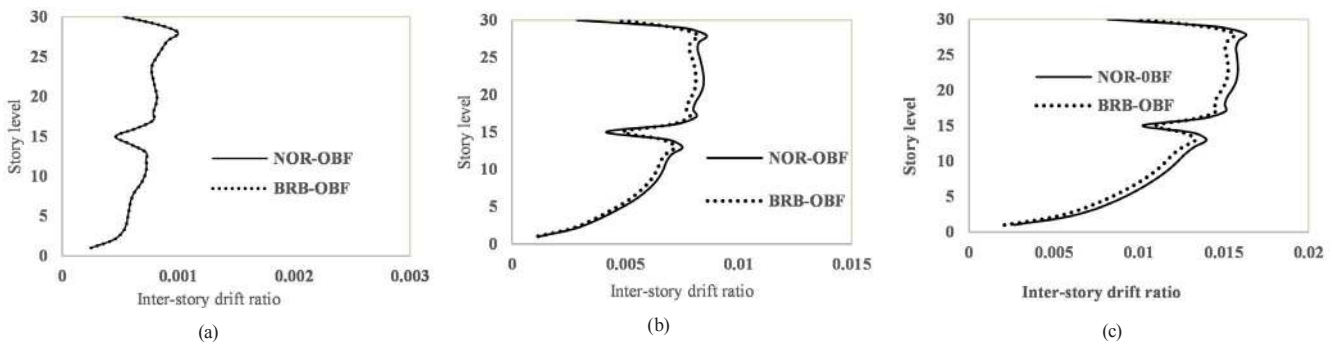 30
25
20
15
10
5
0
Story level
NOR-OBF
BRB-OBF
0 0.001 0.002 0.003
Inter-story drift ratio
(a)
30
25
20
15
10
5
0
Story level
NOR-OBF
BRB-OBF
0 0.005 0.01 0.015
Inter-story drift ratio
(b)
30
25
20
15
10
5
0
Story level
NOR-0BF
BRB-OBF
0 0.005 0.01 0.015 0.02
Inter-story drift ratio
(c)